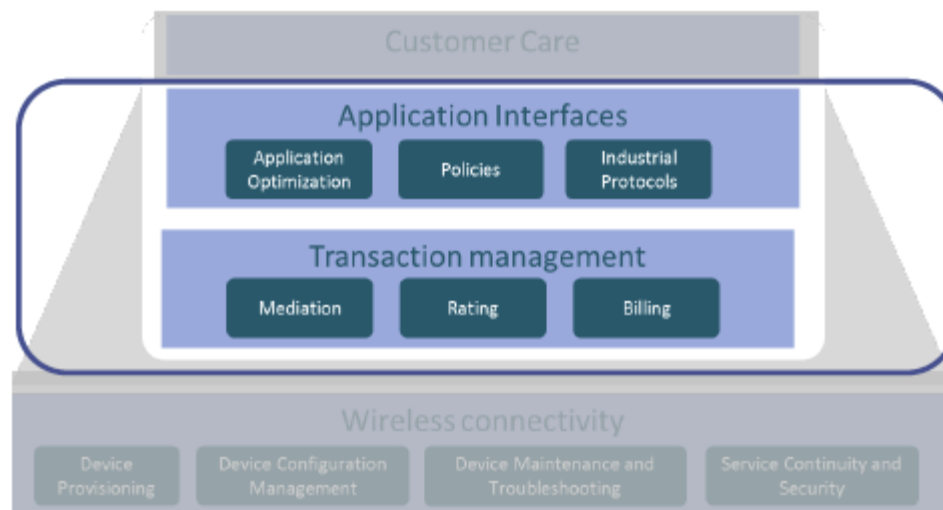 Customer Care
Application Interfaces
Application
Optimization
Policies
Industrial
Protocols
Transaction management
Mediation
Rating
Billing
Wireless connectivity
Device
Provisioning
Device Configuration
Management
Device Maintenance and
Troubleshooting
Service Continuity and
Security